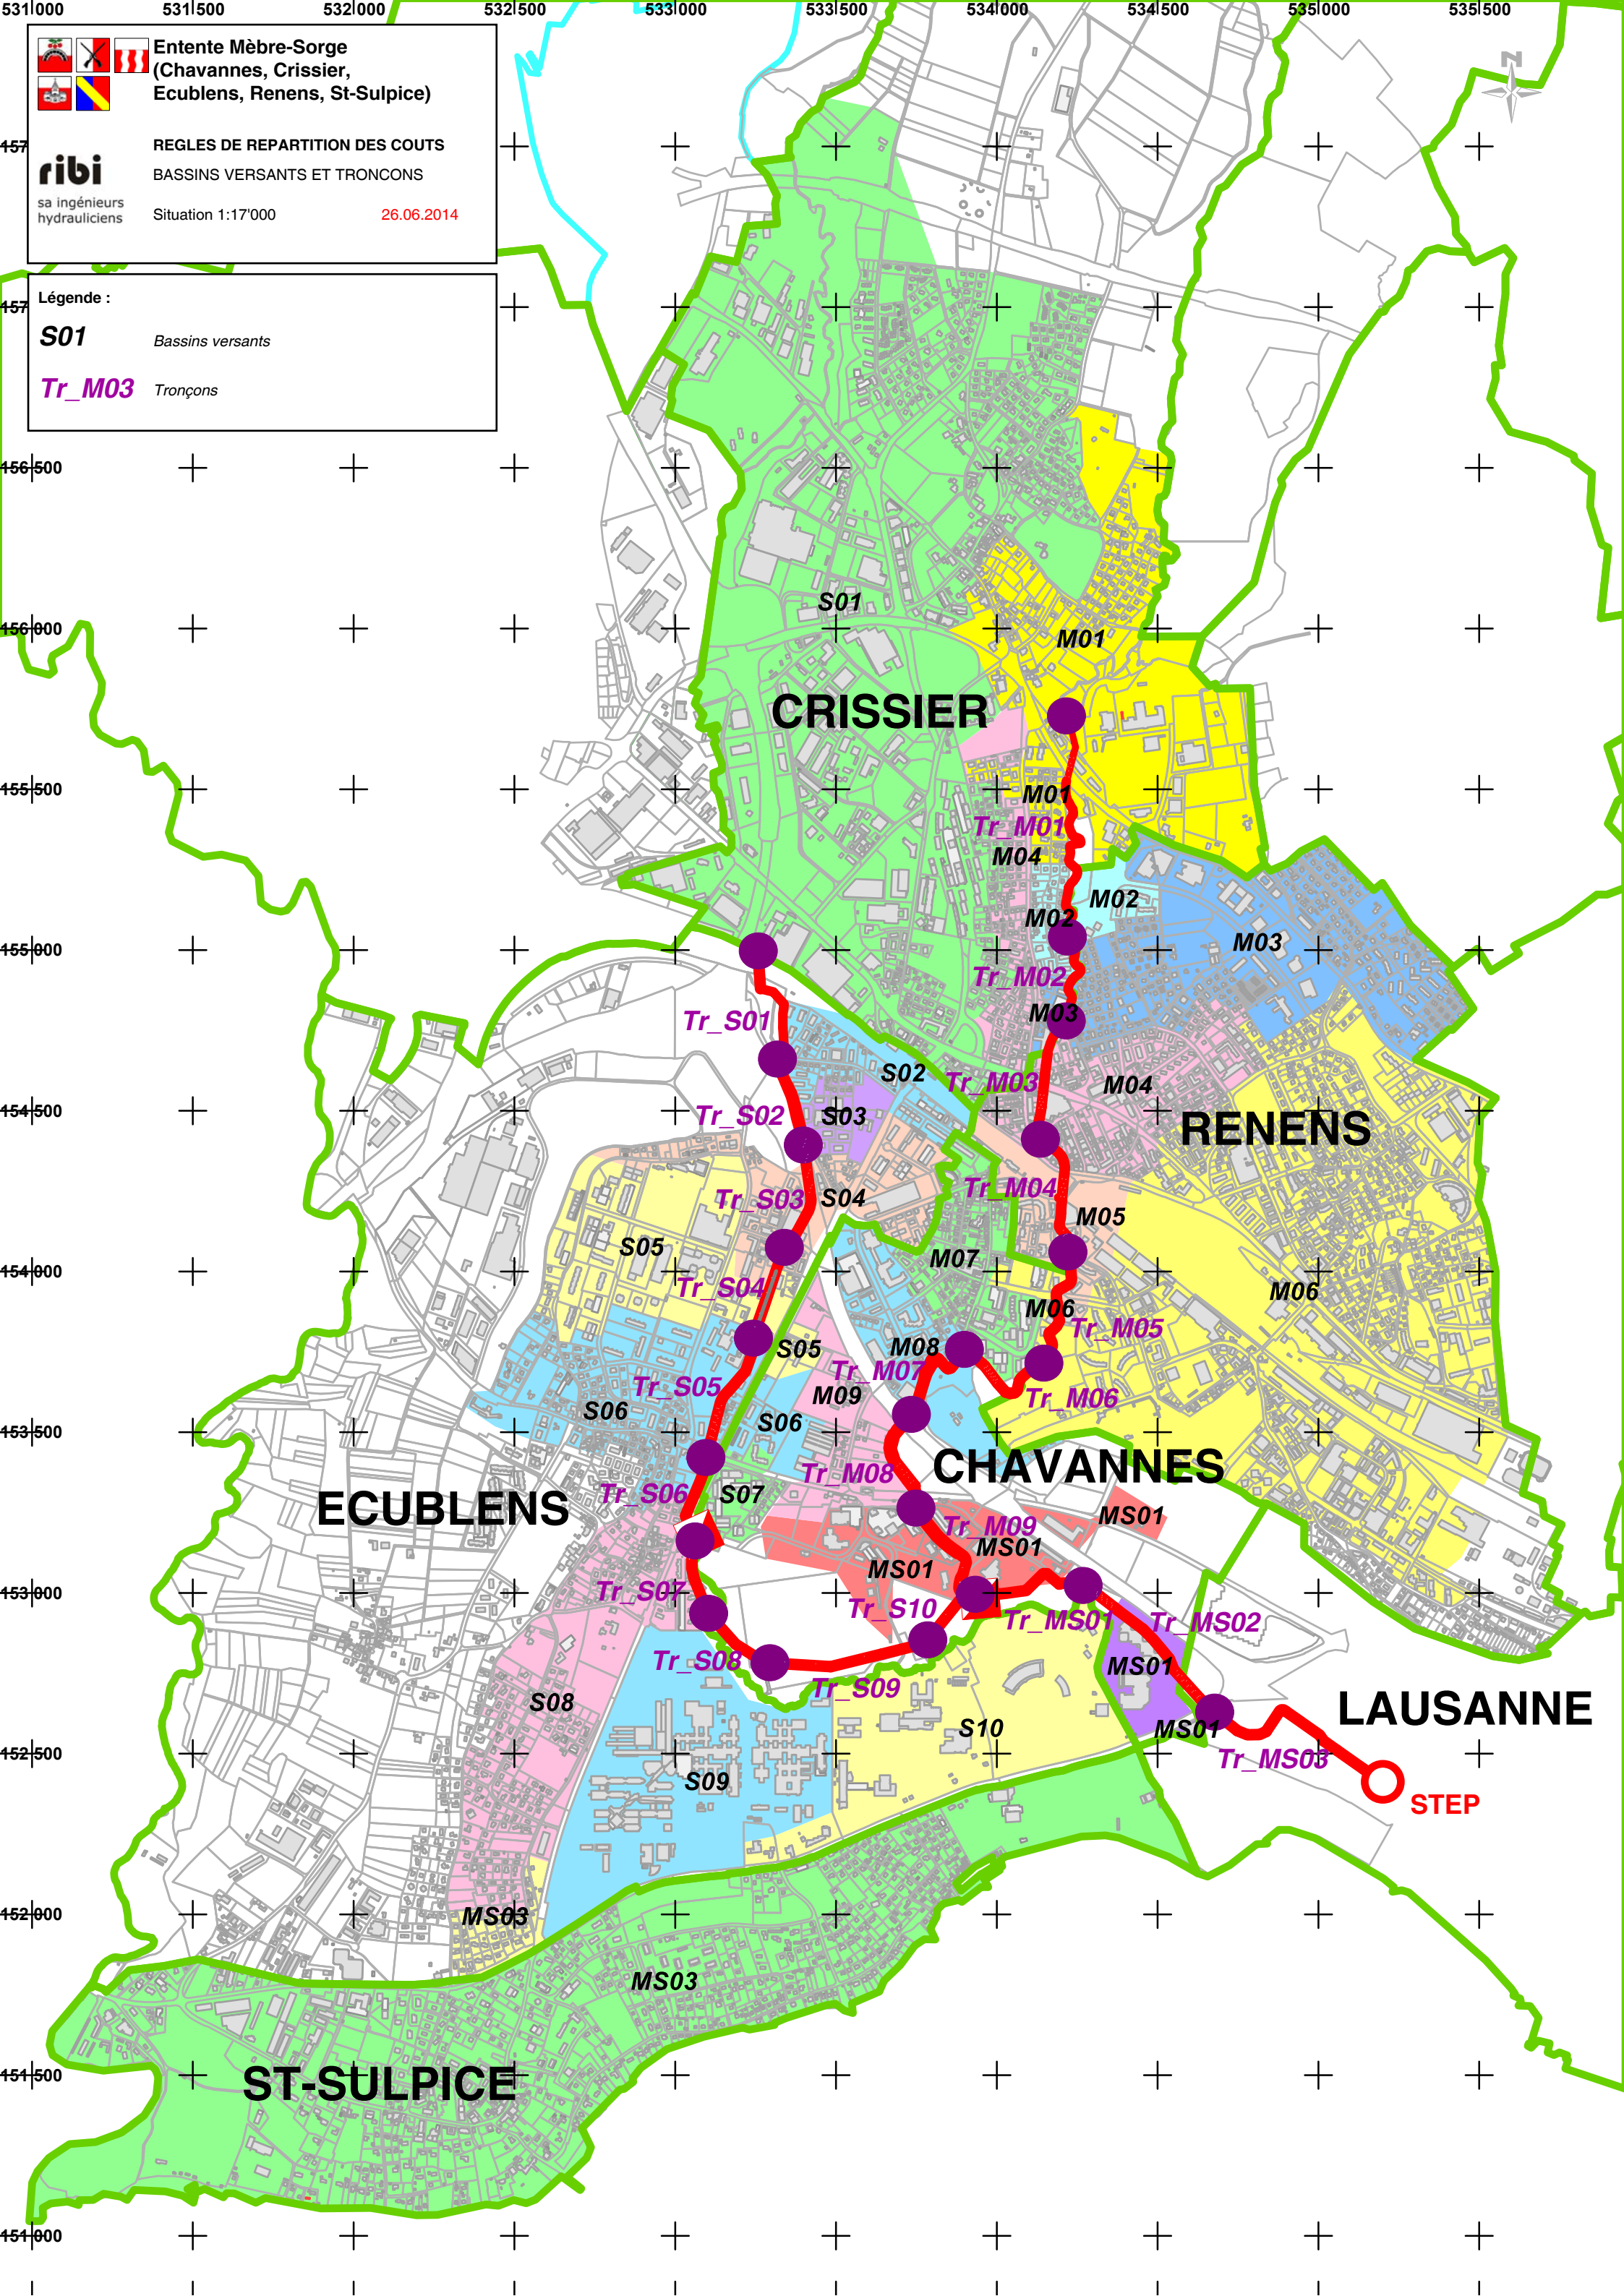 531 000 531 500 532 000 532 500 533 000 533 500 534 000 534 500 535 000 535 500
Entente Mèbre-Sorge
(Chavannes, Crissier,
Ecublens, Renens, St-Sulpice)
REGLES DE REPARTITION DES COUTS
ribi
BASSINS VERSANTS ET TRONCONS
sa ingénieurs
hydrauliciens
Situation 1:17'000 26.06.2014
N
157
157
Légende :
S01 Bassins versants
Tr_M03 Tronçons
156 500
S01
156 000
M01
CRISSIER
155 500
M01
Tr_M01
M04
M02
M02
M03
155 000
Tr_M02
M03
Tr_S01
S02
Tr_M03
M04
154 500
Tr_S02
S03
RENENS
Tr_M04
Tr_S03
S04
M05
S05
M07
154 000
Tr_S04
M06
M06
Tr_M05
M08
S05
Tr_M07
Tr_S05
M09
Tr_M06
S06
S06
153 500
CHAVANNES
Tr_M08
Tr_S06
S07
ECUBLENS
MS01
Tr_M09
MS01
MS01
153 000
Tr_S07
Tr_S10
Tr_MS01
Tr_MS02
Tr_S08
MS01
Tr_S09
S08
LAUSANNE
S10
MS01
152 500
Tr_MS03
S09
STEP
152 000
MS03
MS03
151 500
ST-SULPICE
151 000